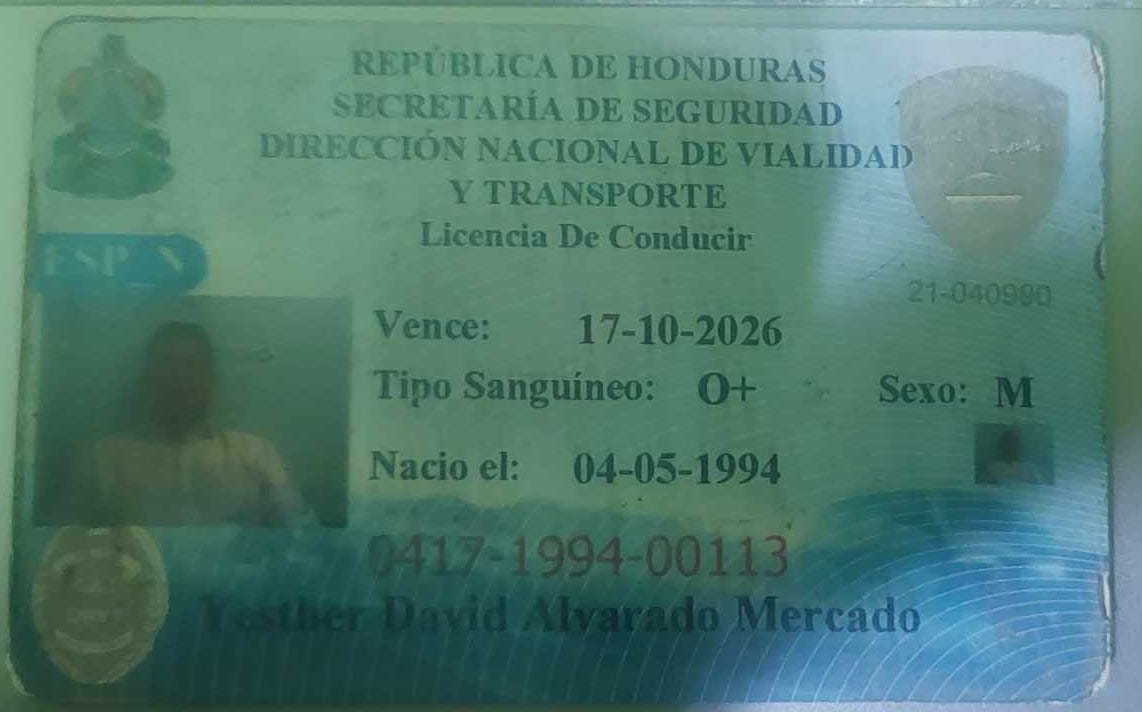 REPÚBLICA DE HONDURAS
SECRETARÍA DE SEGURIDAD
DIRECCIÓN NACIONAL DE VIALIDAD
Y TRANSPORTE
Licencia De Conducir
21-040990
Vence: 17-10-2026
Tipo Sanguíneo: O+ Sexo: M
Nacio el: 04-05-1994
0417-1994-00113
Yesther David Alvarado Mercado